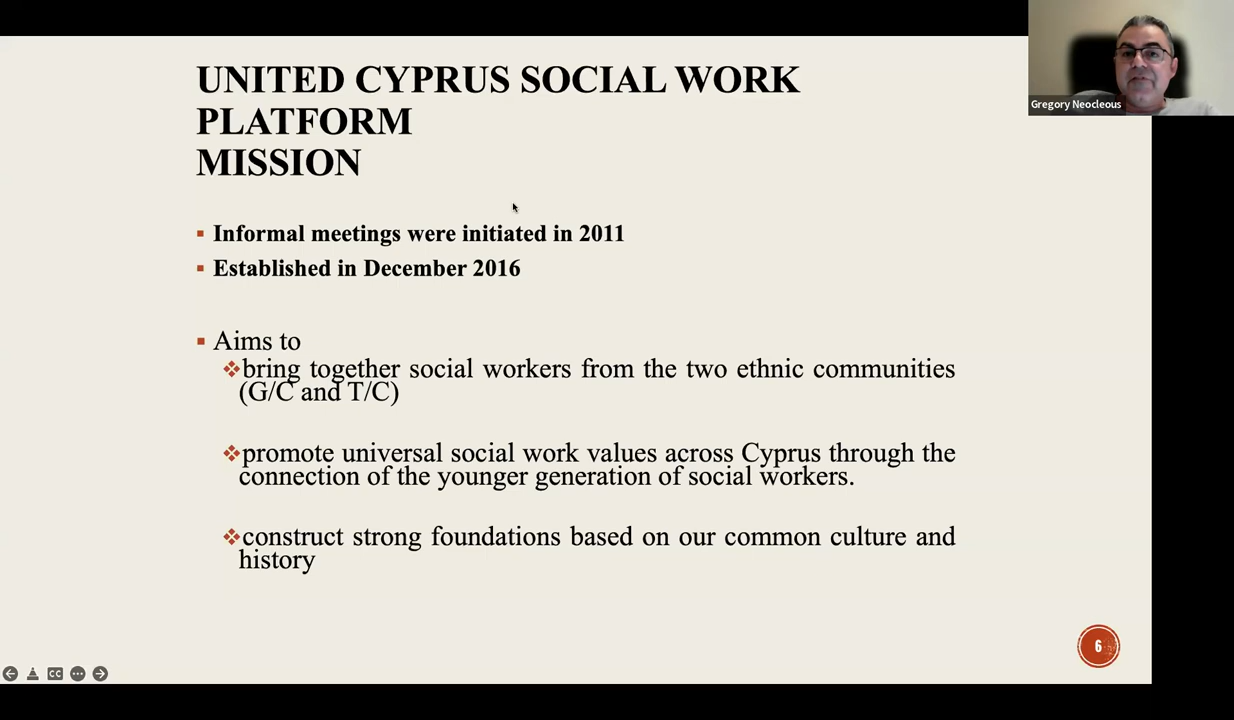 UNITED CYPRUS SOCIAL WORK
PLATFORM
MISSION
Gregory Neocleous
▪ Informal meetings were initiated in 2011
▪ Established in December 2016
▪ Aims to
❖bring together social workers from the two ethnic communities
(G/C and T/C)
❖promote universal social work values across Cyprus through the
connection of the younger generation of social workers.
❖construct strong foundations based on our common culture and
history
6
CC